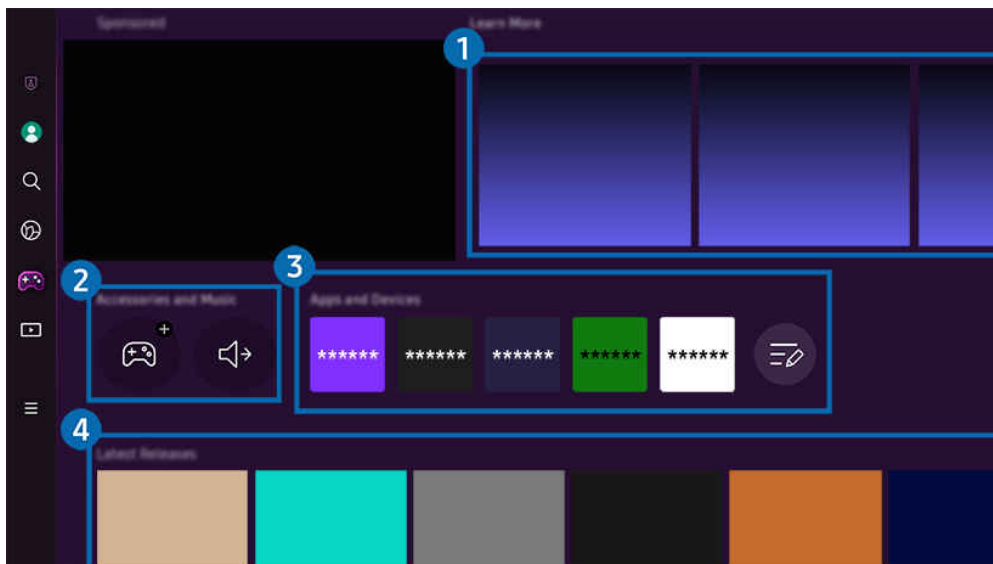 Sponsored
Learn More
1
2
3
Accessories and Music
Apps and Devices
****** ****** ****** ****** ******
4
Latest Releases